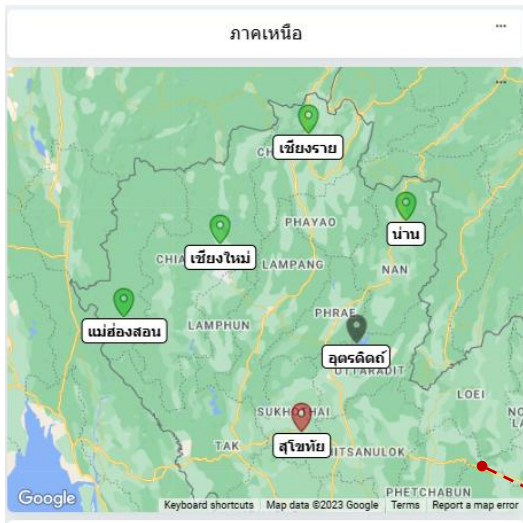 ภาคเหนือ
เชียงราย
PHAYAO
น่าน
เชียงใหม่
CHIA
LAMPANG
NAN
แม่ฮ่องสอน
LAMPHUN
PHRAE
อุตรดิตถ์
UTTARADIT
LOEI
SUKHOTHAI
สุโขทัย
TAK
PHITSANULOK
PHETCHABUN
Google
Keyboard shortcuts Map data ©2023 Google Terms Report a map error